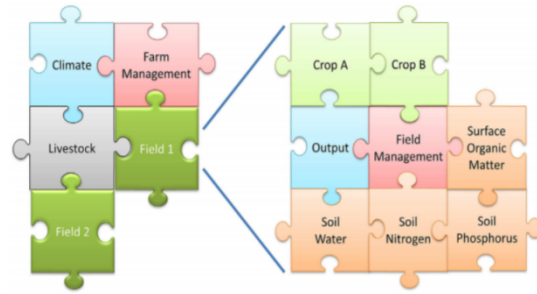 Climate
Farm
Management
Livestock
Field 1
Field 2
Crop A
Crop B
Output
Field
Management
Surface
Organic
Matter
Soil
Water
Soil
Nitrogen
Soil
Phosphorus